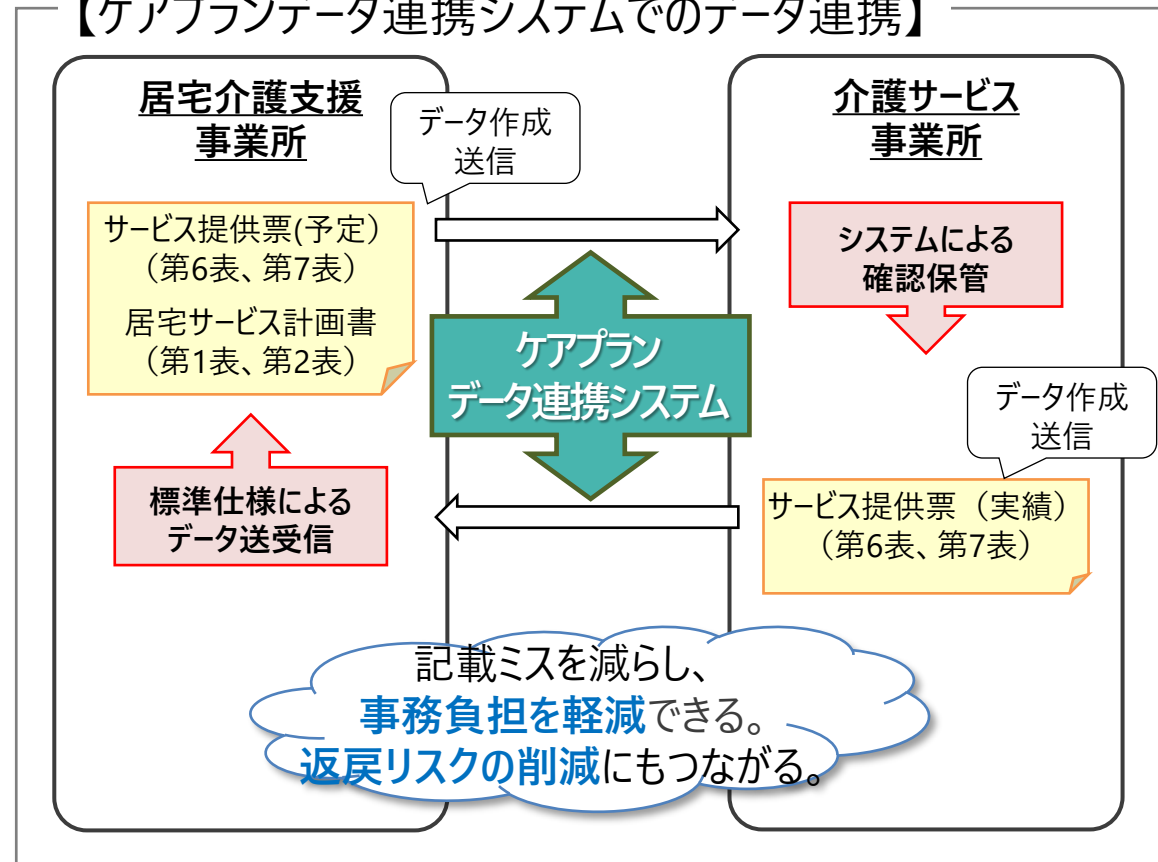 【ケアプランデータ連携システムでのデータ連携】
居宅介護支援
事業所
データ作成
送信
サービス提供票(予定）
（第6表、第7表）
居宅サービス計画書
（第1表、第2表）
標準仕様による
データ送受信
ケアプラン
データ連携システム
介護サービス
事業所
システムによる
確認保管
データ作成
送信
サービス提供票（実績）
（第6表、第7表）
記載ミスを減らし、
事務負担を軽減できる。
返戻リスクの削減にもつながる。